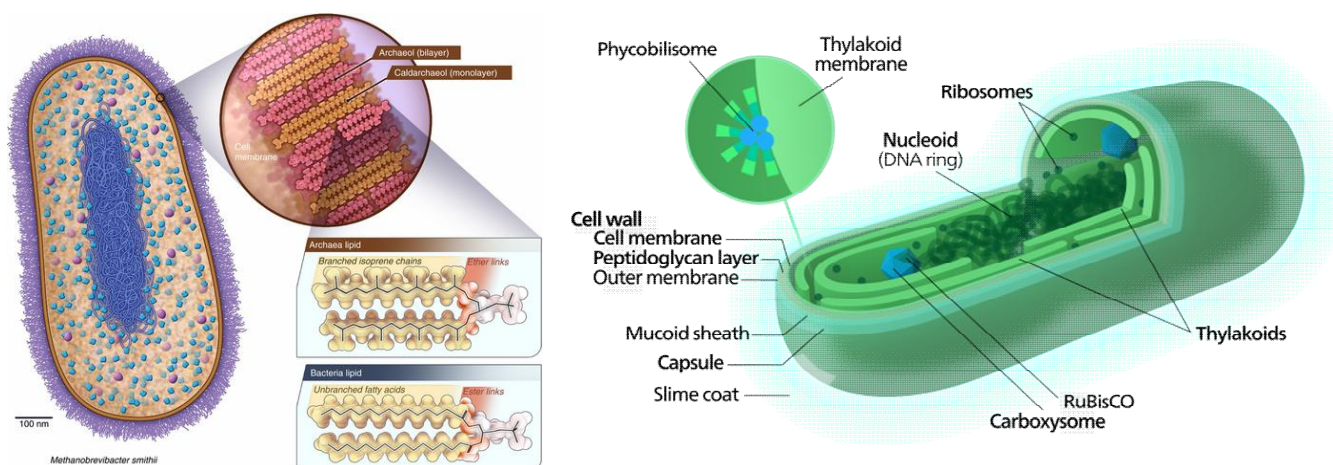 Archaeol (bilayer)
Caldarchaeol (monolayer)
Cell
membrane
Archaea lipid
Branched isoprene chains
Ether links
Bacteria lipid
Unbranched fatty acids
Ester links
100 nm
Methanobrevibacter smithii
Phycobilisome
Thylakoid
membrane
Ribosomes
Nucleoid
(DNA ring)
Cell wall
Cell membrane
Peptidoglycan layer
Outer membrane
Mucoid sheath
Capsule
Slime coat
Thylakoids
RuBisCO
Carboxysome